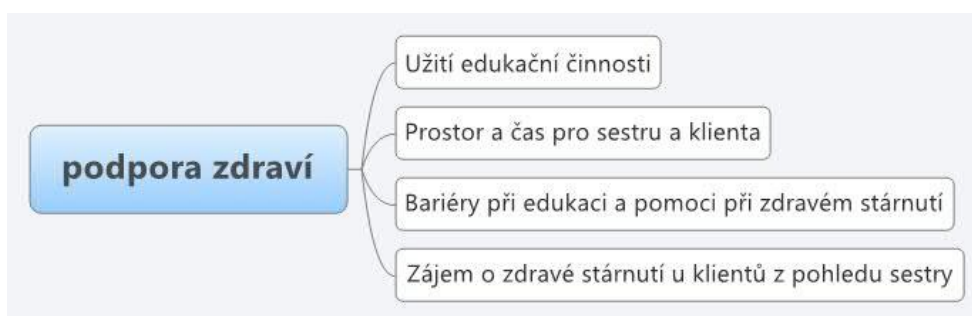 podpora zdraví
Užití edukační činnosti
Prostor a čas pro sestru a klienta
Bariéry při edukaci a pomoci při zdravém stárnutí
Zájem o zdravé stárnutí u klientů z pohledu sestry